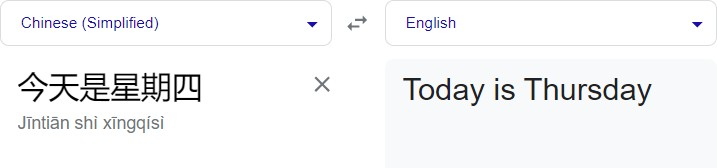 Chinese (Simplified)
English
今天是星期四
Jīntiān shì xīngqísì
Today is Thursday